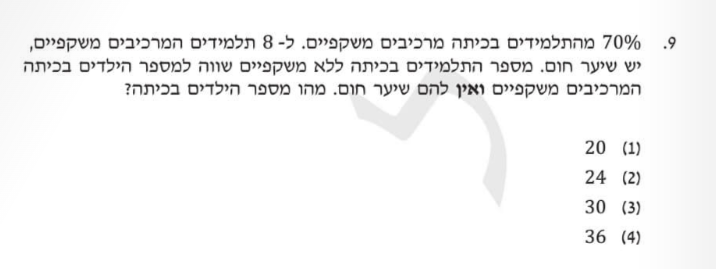 9. 70% מהתלמידים בכיתה מרכיבים משקפיים. ל- 8 תלמידים המרכיבים משקפיים,
יש שיער חום. מספר התלמידים בכיתה ללא משקפיים שווה למספר הילדים בכיתה
המרכיבים משקפיים ואין להם שיער חום. מהו מספר הילדים בכיתה?
(1) 20
(2) 24
(3) 30
(4) 36